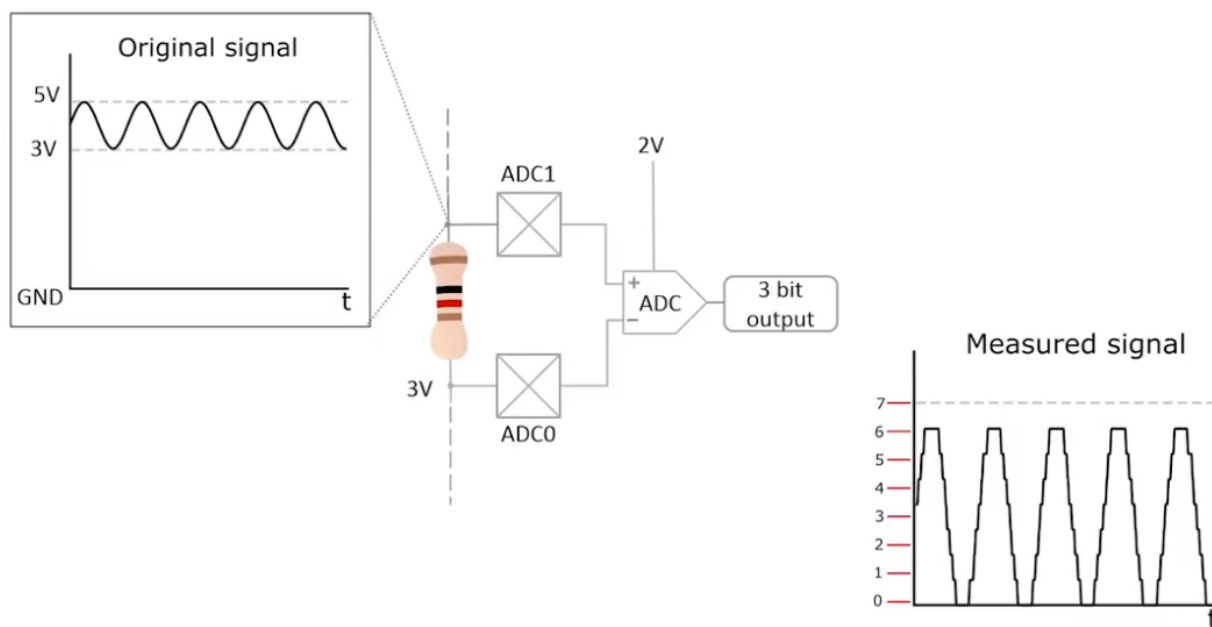 Original signal
5V
3V
GND
t
ADC1
2V
+
ADC
−
3 bit
output
3V
ADC0
Measured signal
7
6
5
4
3
2
1
0
t